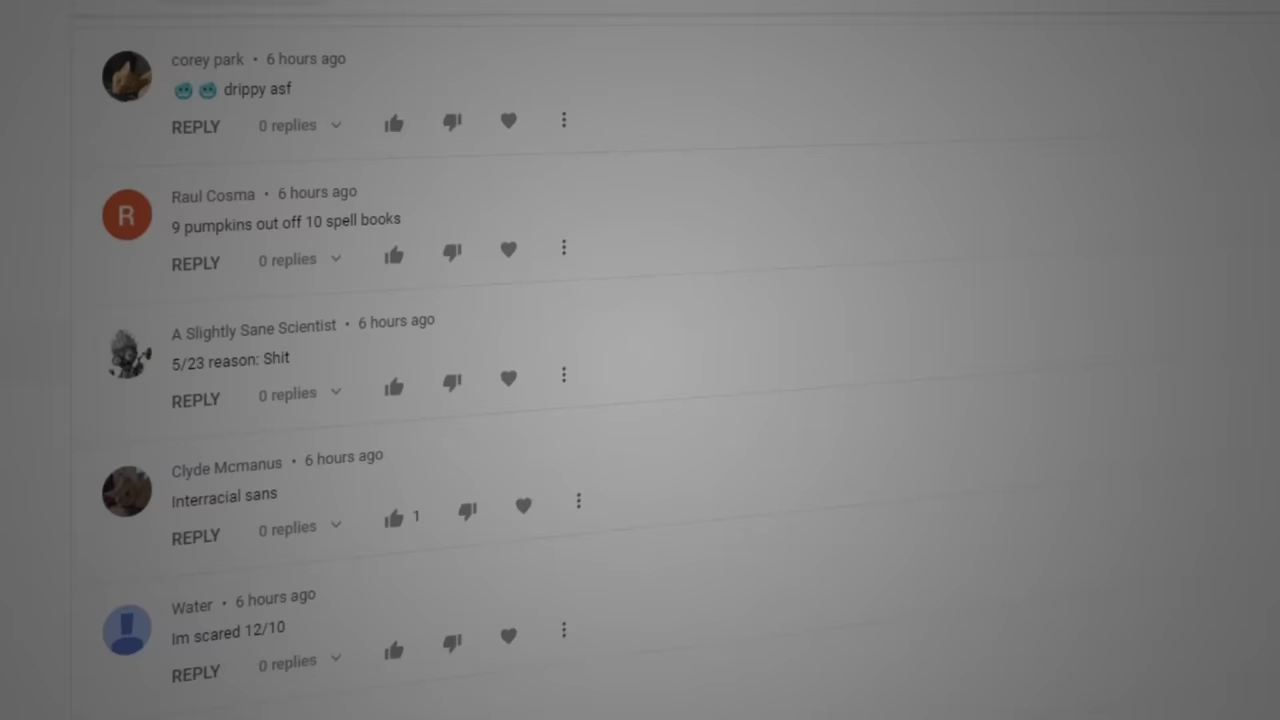 corey park • 6 hours ago
🥶 🥶 drippy asf
REPLY 0 replies
R
Raul Cosma • 6 hours ago
9 pumpkins out off 10 spell books
REPLY 0 replies
A Slightly Sane Scientist • 6 hours ago
5/23 reason: Shit
REPLY 0 replies
Clyde Mcmanus • 6 hours ago
Interracial sans
REPLY 0 replies 1
Water • 6 hours ago
Im scared 12/10
REPLY 0 replies